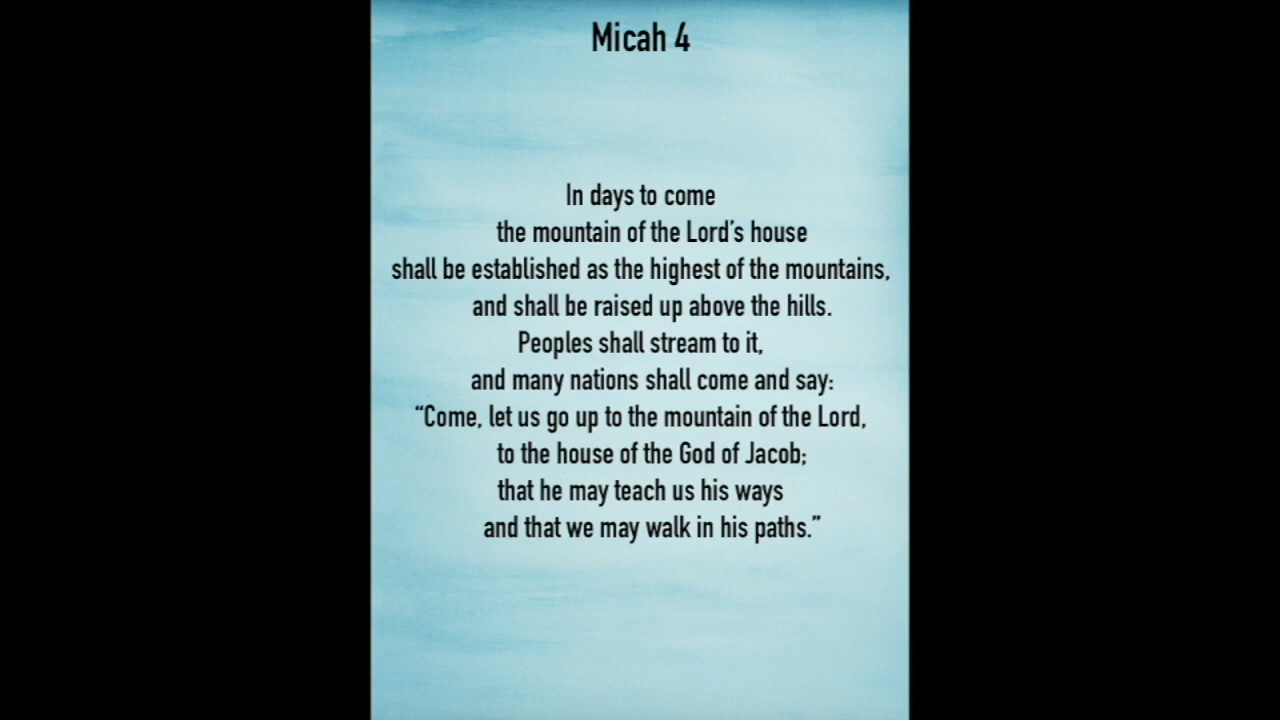 Micah 4
In days to come
the mountain of the Lord’s house
shall be established as the highest of the mountains,
and shall be raised up above the hills.
Peoples shall stream to it,
and many nations shall come and say:
“Come, let us go up to the mountain of the Lord,
to the house of the God of Jacob;
that he may teach us his ways
and that we may walk in his paths.”